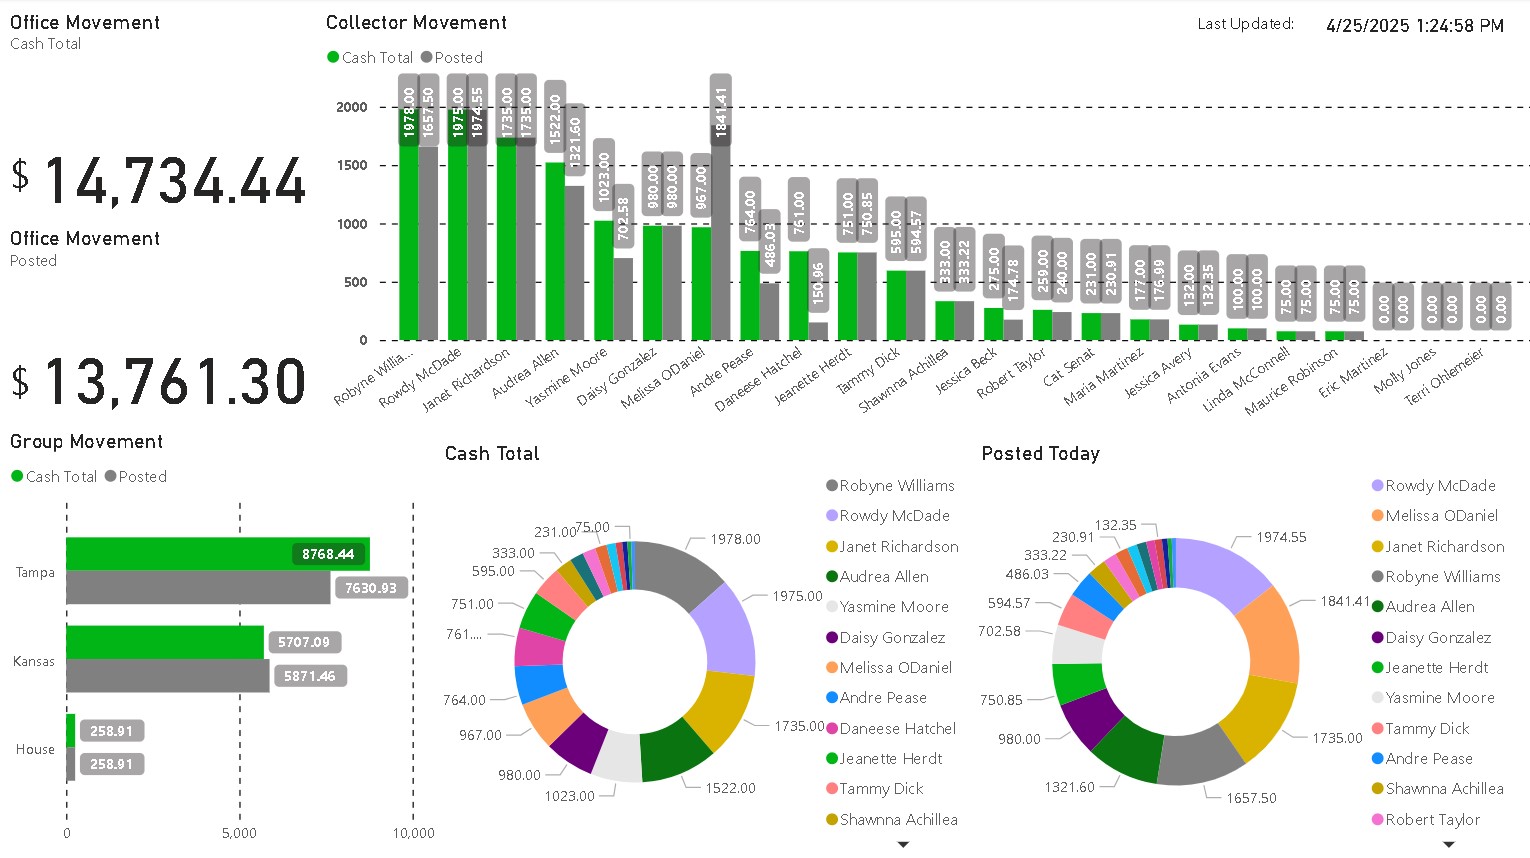 Office Movement
Cash Total
$ 14,734.44
Office Movement
Posted
$ 13,761.30
Collector Movement
Cash Total Posted
Last Updated: 4/25/2025 1:24:58 PM
2000
1500
1000
500
0
1978.00 1657.50 1975.00 1974.55 1735.00 1735.00 1522.00 1321.60 1023.00 702.58 980.00 980.00 967.00 1841.41 764.00 486.03 761.00 150.96 751.00 750.85 595.00 594.57 333.00 333.22 275.00 174.78 259.00 240.00 231.00 230.91 177.00 176.99 132.00 132.35 100.00 100.00 75.00 75.00 75.00 75.00 0.00 0.00 0.00 0.00 0.00 0.00
Robyne Willia...
Rowdy McDade
Janet Richardson
Audrea Allen
Yasmine Moore
Daisy Gonzalez
Melissa ODaniel
Andre Pease
Daneese Hatchel
Jeanette Herdt
Tammy Dick
Shawnna Achillea
Jessica Beck
Robert Taylor
Cat Senat
Maria Martinez
Jessica Avery
Antonia Evans
Linda McConnell
Maurice Robinson
Eric Martinez
Molly Jones
Terri Ohlemeier
Group Movement
Cash Total Posted
Tampa
8768.44
7630.93
Kansas
5707.09
5871.46
House
258.91
258.91
0 5,000 10,000
Cash Total
1978.00
1975.00
1735.00
1522.00
1023.00
980.00
967.00
764.00
761....
751.00
595.00
333.00
231.00
75.00
Robyne Williams
Rowdy McDade
Janet Richardson
Audrea Allen
Yasmine Moore
Daisy Gonzalez
Melissa ODaniel
Andre Pease
Daneese Hatchel
Jeanette Herdt
Tammy Dick
Shawnna Achillea
Posted Today
1974.55
1841.41
1735.00
1657.50
1321.60
980.00
750.85
702.58
594.57
486.03
333.22
230.91
132.35
Rowdy McDade
Melissa ODaniel
Janet Richardson
Robyne Williams
Audrea Allen
Daisy Gonzalez
Jeanette Herdt
Yasmine Moore
Tammy Dick
Andre Pease
Shawnna Achillea
Robert Taylor